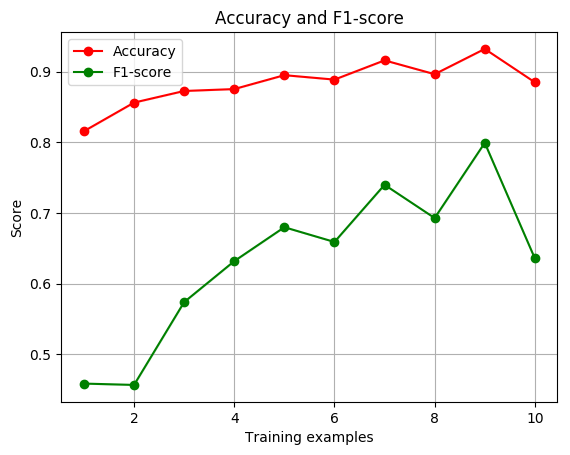 Accuracy and F1-score
Accuracy
F1-score
Score
0.9
0.8
0.7
0.6
0.5
2 4 6 8 10
Training examples